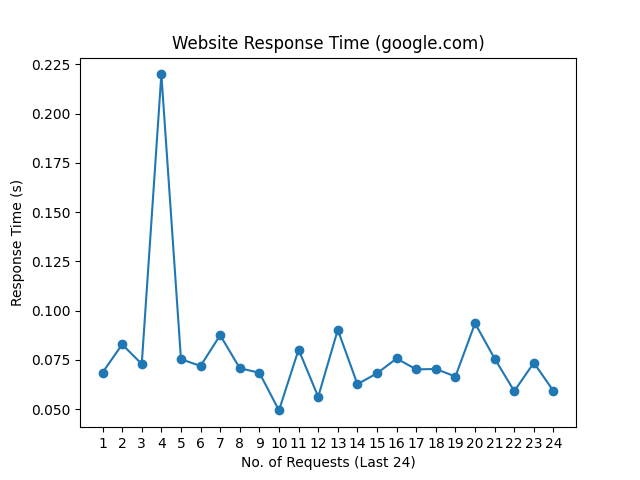 Website Response Time (google.com)
0.225
0.200
0.175
0.150
0.125
0.100
0.075
0.050
Response Time (s)
1 2 3 4 5 6 7 8 9 10 11 12 13 14 15 16 17 18 19 20 21 22 23 24
No. of Requests (Last 24)